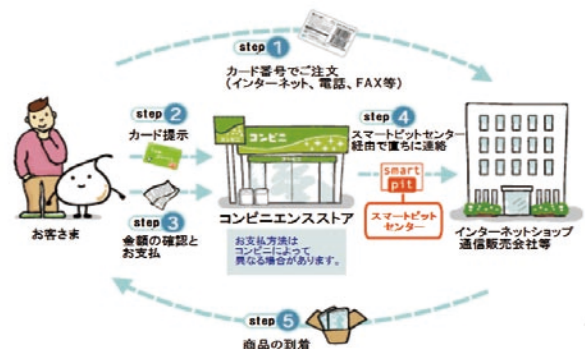 step 1
カード番号でご注文
(インターネット、電話、FAX等)
step 2
カード提示
コンビニ
step 4
スマートピットセンター
経由で直ちに連絡
smart
pit
スマートピット
センター
step 3
金額の確認と
お支払
お客さま
コンビニエンスストア
お支払方法は
コンビニによって
異なる場合があります。
インターネットショップ
通信販売会社等
step 5
商品の到着